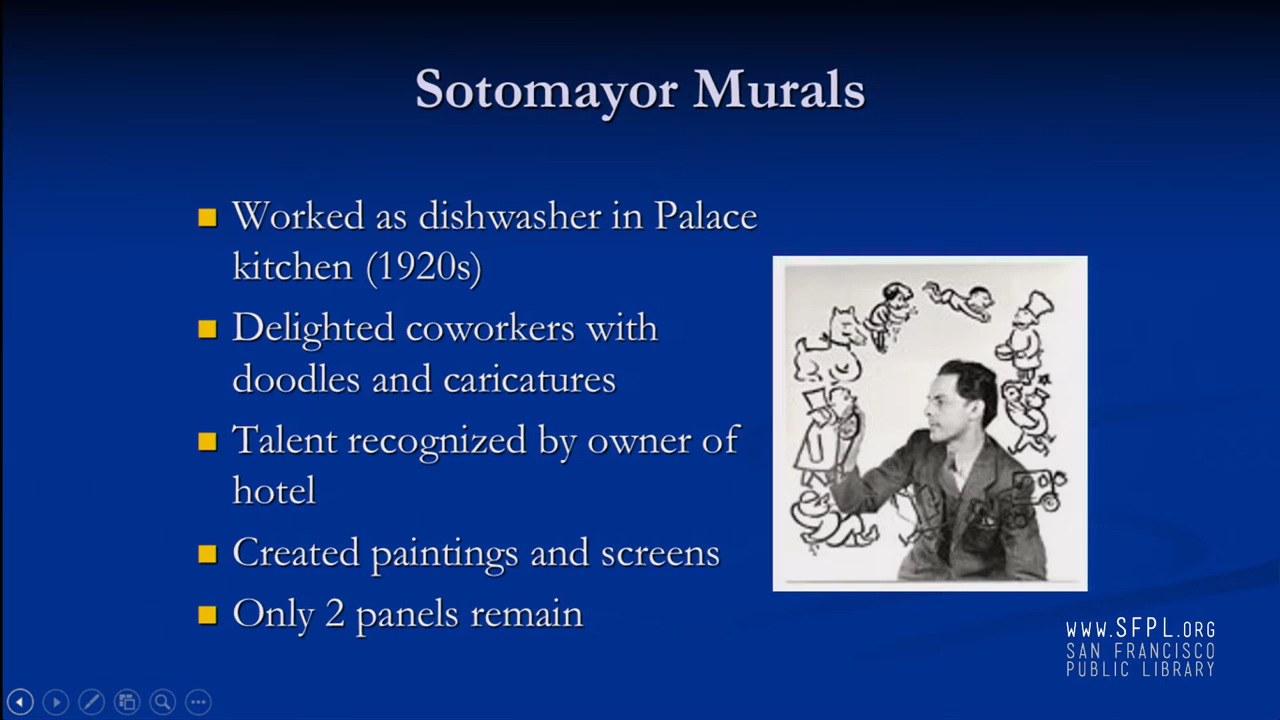 Sotomayor Murals
Worked as dishwasher in Palace
kitchen (1920s)
Delighted coworkers with
doodles and caricatures
Talent recognized by owner of
hotel
Created paintings and screens
Only 2 panels remain
WWW.SFPL.ORG
SAN FRANCISCO
PUBLIC LIBRARY